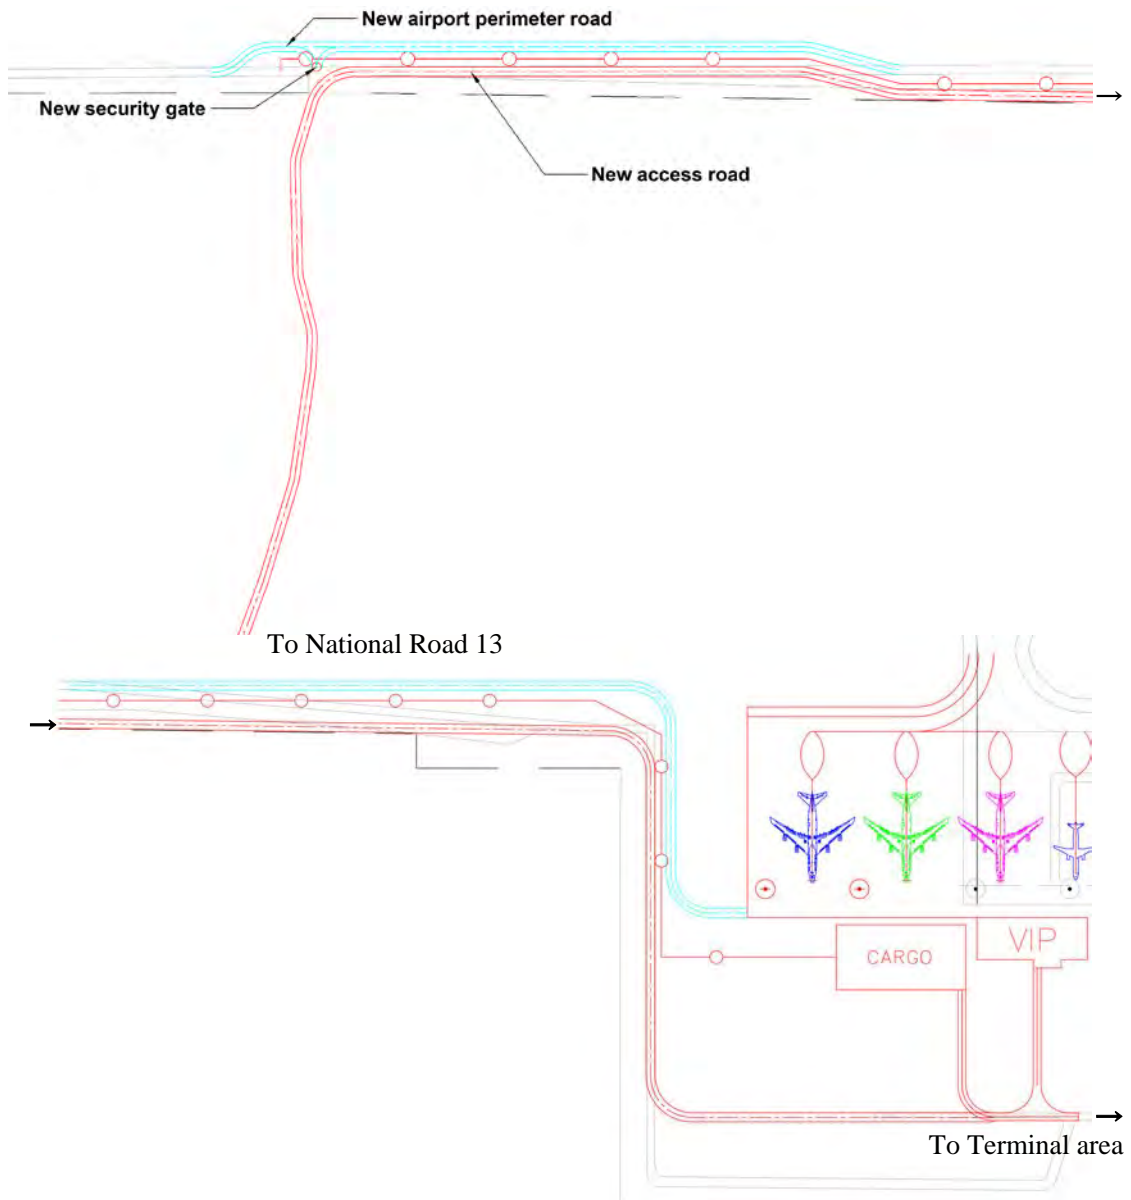 New airport perimeter road
New security gate
New access road
To National Road 13
VIP
CARGO
To Terminal area